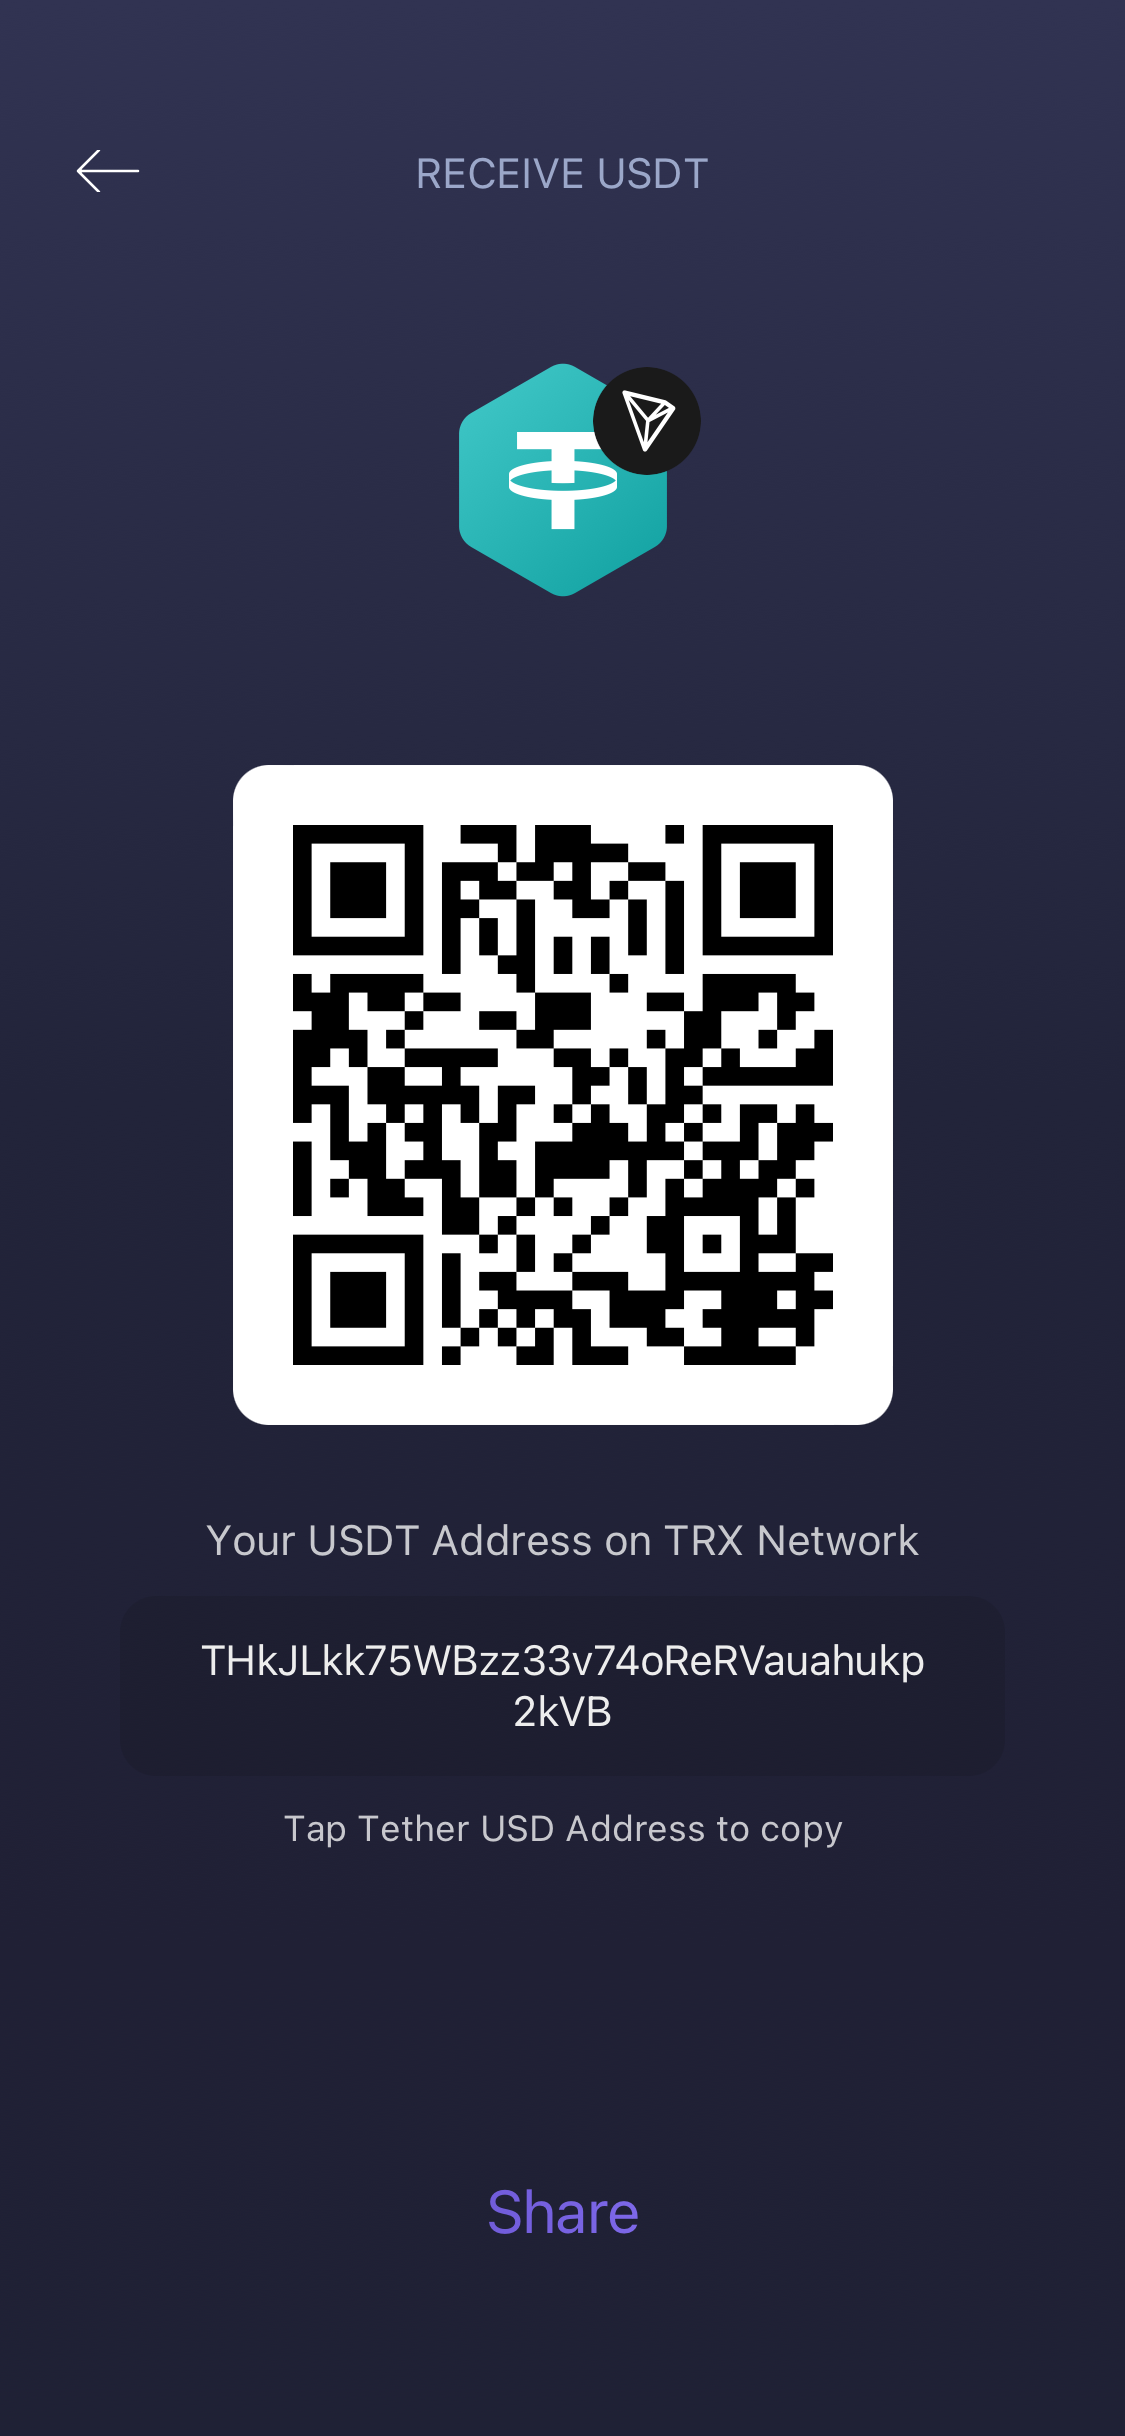 RECEIVE USDT
Your USDT Address on TRX Network
THkJLkk75WBzz33v74oReRVauahukp
2kVB
Tap Tether USD Address to copy
Share